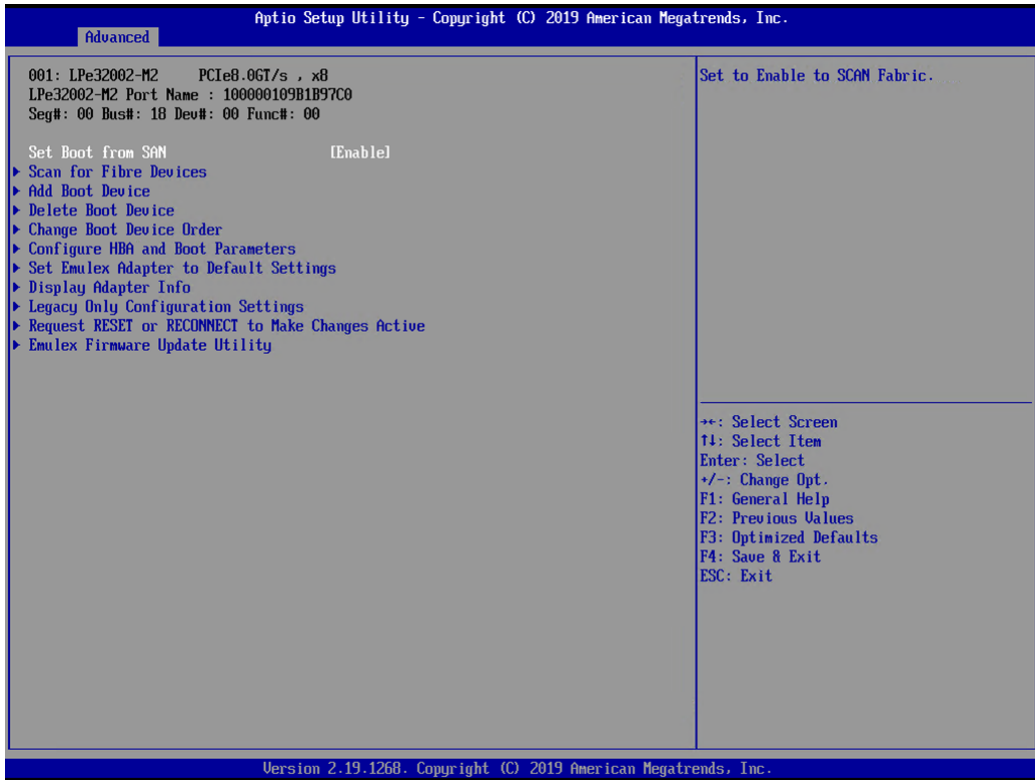 Aptio Setup Utility - Copyright (C) 2019 American Megatrends, Inc.
Advanced
001: LPe32002-M2 PCIe8.0GT/s , x8
LPe32002-M2 Port Name : 100000109B1B97C0
Seg#: 00 Bus#: 18 Dev#: 00 Func#: 00
Set Boot from SAN [Enable]
Scan for Fibre Devices
Add Boot Device
Delete Boot Device
Change Boot Device Order
Configure HBA and Boot Parameters
Set Emulex Adapter to Default Settings
Display Adapter Info
Legacy Only Configuration Settings
Request RESET or RECONNECT to Make Changes Active
Emulex Firmware Update Utility
Set to Enable to SCAN Fabric.
→←: Select Screen
↑↓: Select Item
Enter: Select
+/-: Change Opt.
F1: General Help
F2: Previous Values
F3: Optimized Defaults
F4: Save & Exit
ESC: Exit
Version 2.19.1268. Copyright (C) 2019 American Megatrends, Inc.